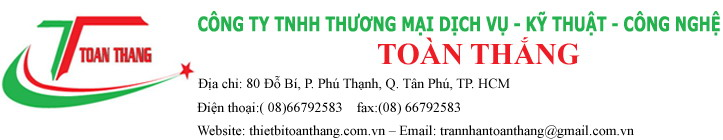 TOAN THANG
CÔNG TY TNHH THƯƠNG MẠI DỊCH VỤ - KỸ THUẬT - CÔNG NGHỆ
TOÀN THẮNG
Địa chỉ: 80 Đỗ Bí, P. Phú Thạnh, Q. Tân Phú, TP. HCM
Điện thoại:( 08)66792583 fax:(08) 66792583
Website: thietbitoanthang.com.vn – Email: trannhantoanthang@gmail.com.vn